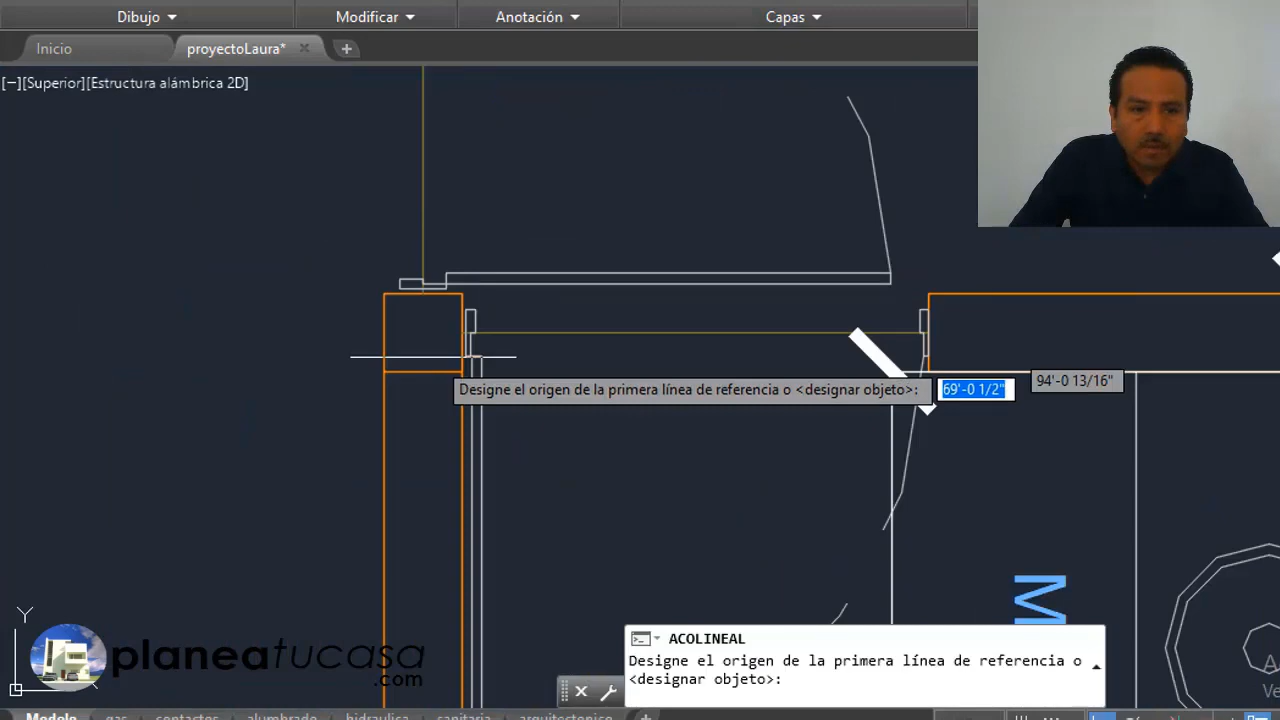 Dibujo
Modificar
Anotación
Capas
Inicio
proyectoLaura*
[−][Superior][Estructura alámbrica 2D]
94'-0 13/16"
Designe el origen de la primera línea de referencia o <designar objeto>:
69'-0 1/2"
M
ACOLINEAL
Designe el origen de la primera línea de referencia o
<designar objeto>:
Y
planeatucasa
.com
Modelo gas contactos alumbrado hidraulica sanitaria arquitectonico